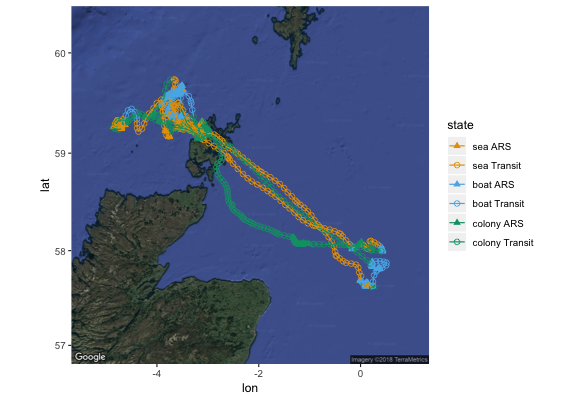 60
59
58
57
lat
-4
-2
0
lon
Google
Imagery ©2018 TerraMetrics
state
sea ARS
sea Transit
boat ARS
boat Transit
colony ARS
colony Transit